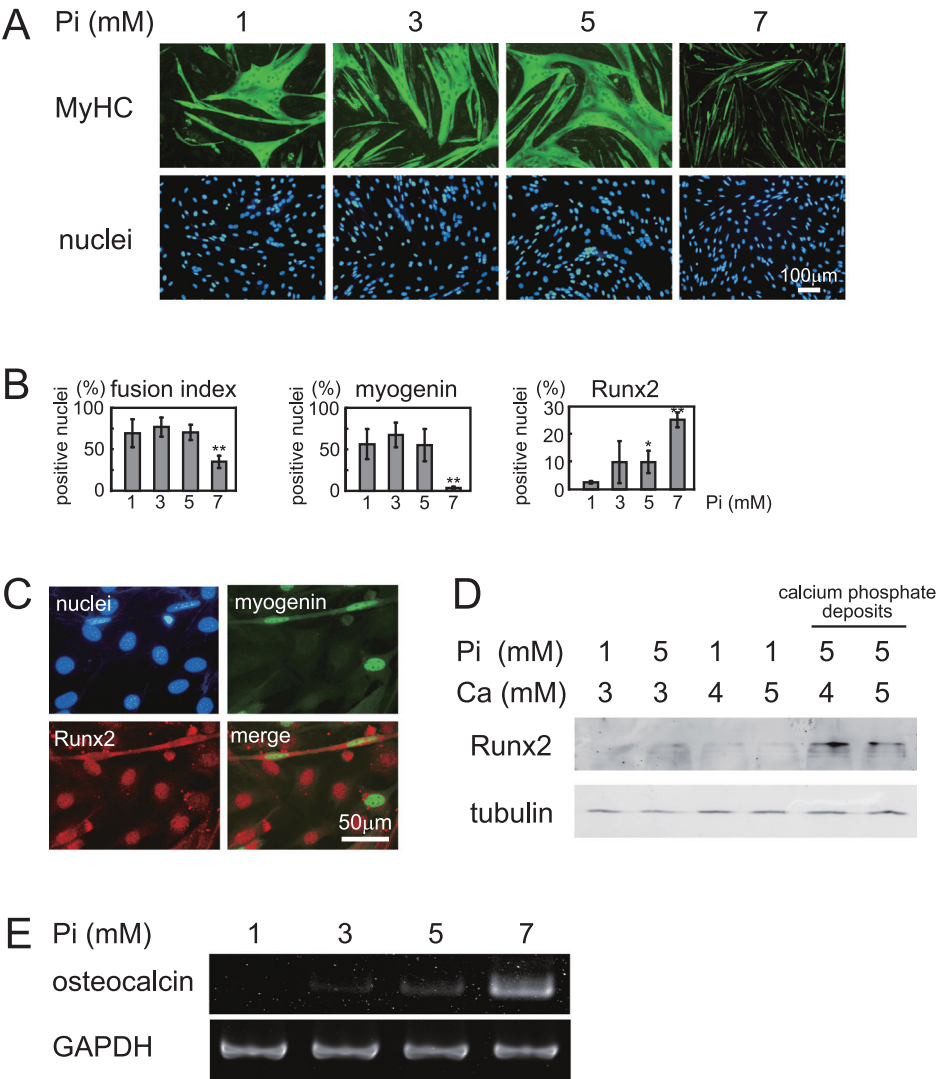 A
Pi (mM) 1 3 5 7
MyHC
nuclei
100μm
B
(%) fusion index
positive nuclei
100
50
0
**
1 3 5 7
(%) myogenin
positive nuclei
100
50
0
**
1 3 5 7
(%) Runx2
positive nuclei
30
20
10
0
*
**
1 3 5 7 Pi (mM)
C
nuclei myogenin
Runx2 merge
50μm
D
calcium phosphate
deposits
Pi (mM) 1 5 1 1 5 5
Ca (mM) 3 3 4 5 4 5
Runx2
tubulin
E
Pi (mM) 1 3 5 7
osteocalcin
GAPDH